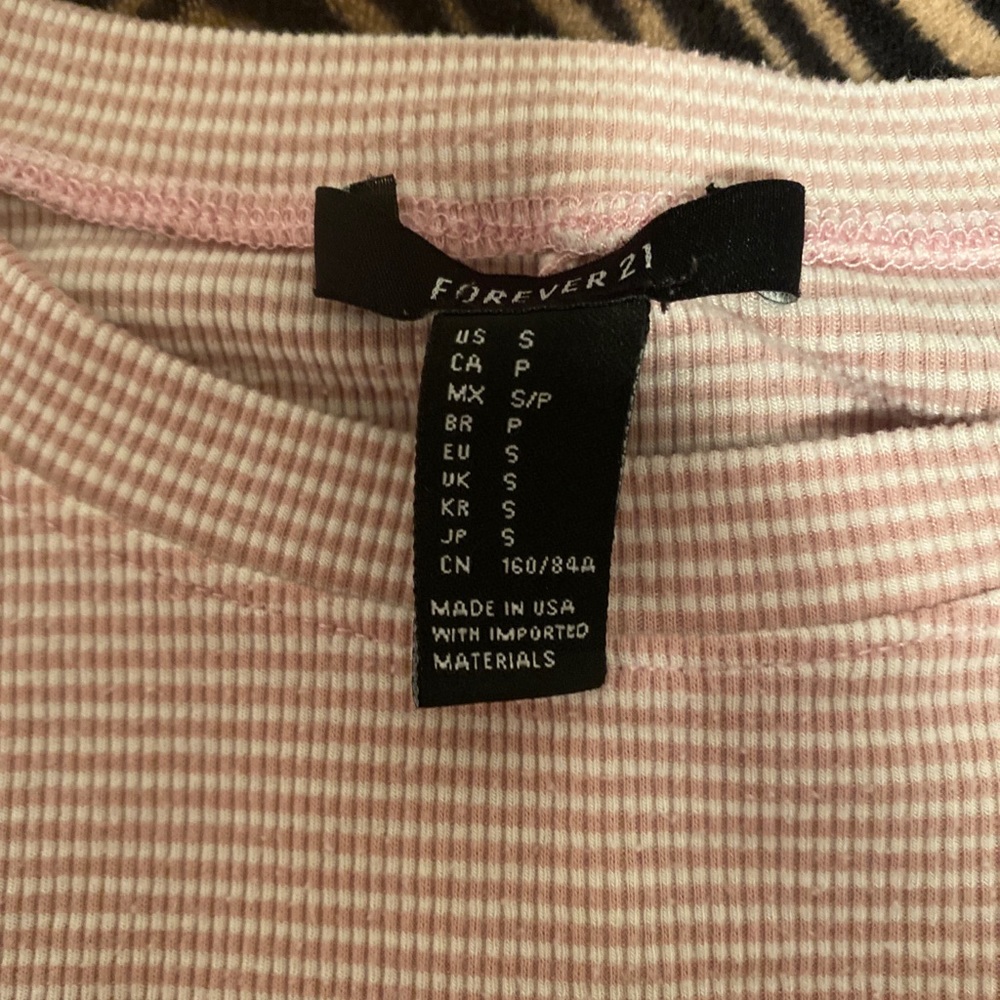 FOREVER 21
US S
CA P
MX S/P
BR P
EU S
UK S
KR S
JP S
CN 160/84A
MADE IN USA
WITH IMPORTED
MATERIALS